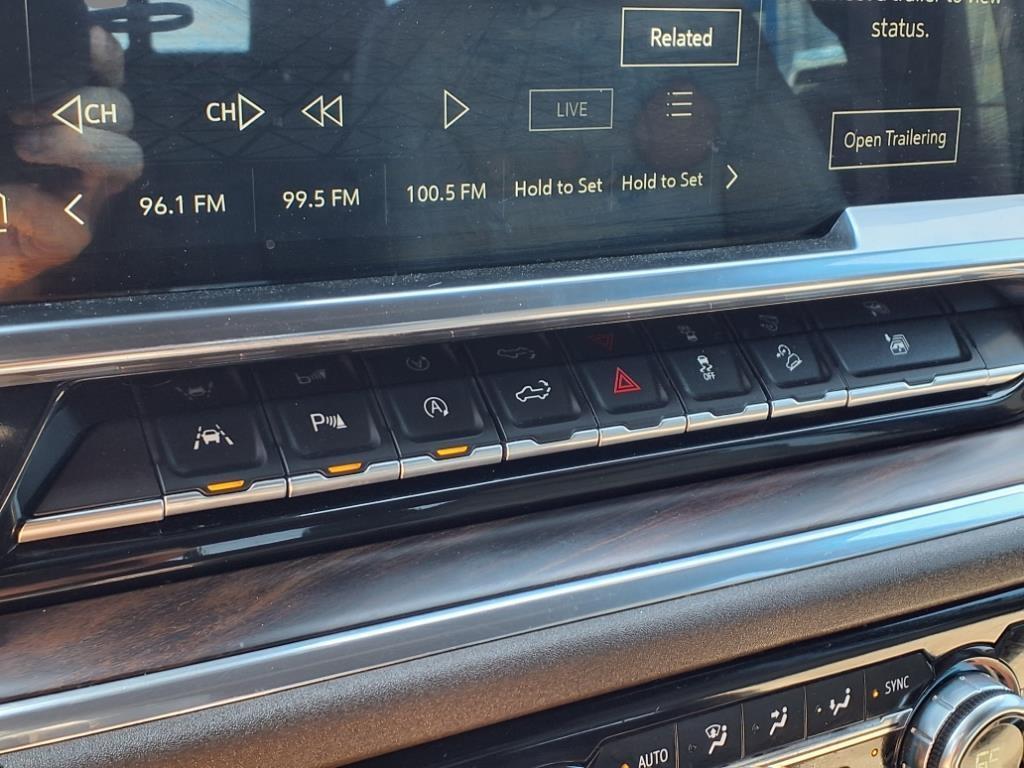 status.
Related
CH CH LIVE
Open Trailering
96.1 FM 99.5 FM 100.5 FM Hold to Set Hold to Set
P
A
OFF
AUTO SYNC